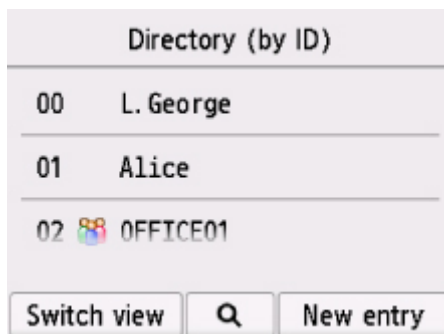 Directory (by ID)
00 L.George
01 Alice
02 OFFICE01
Switch view New entry